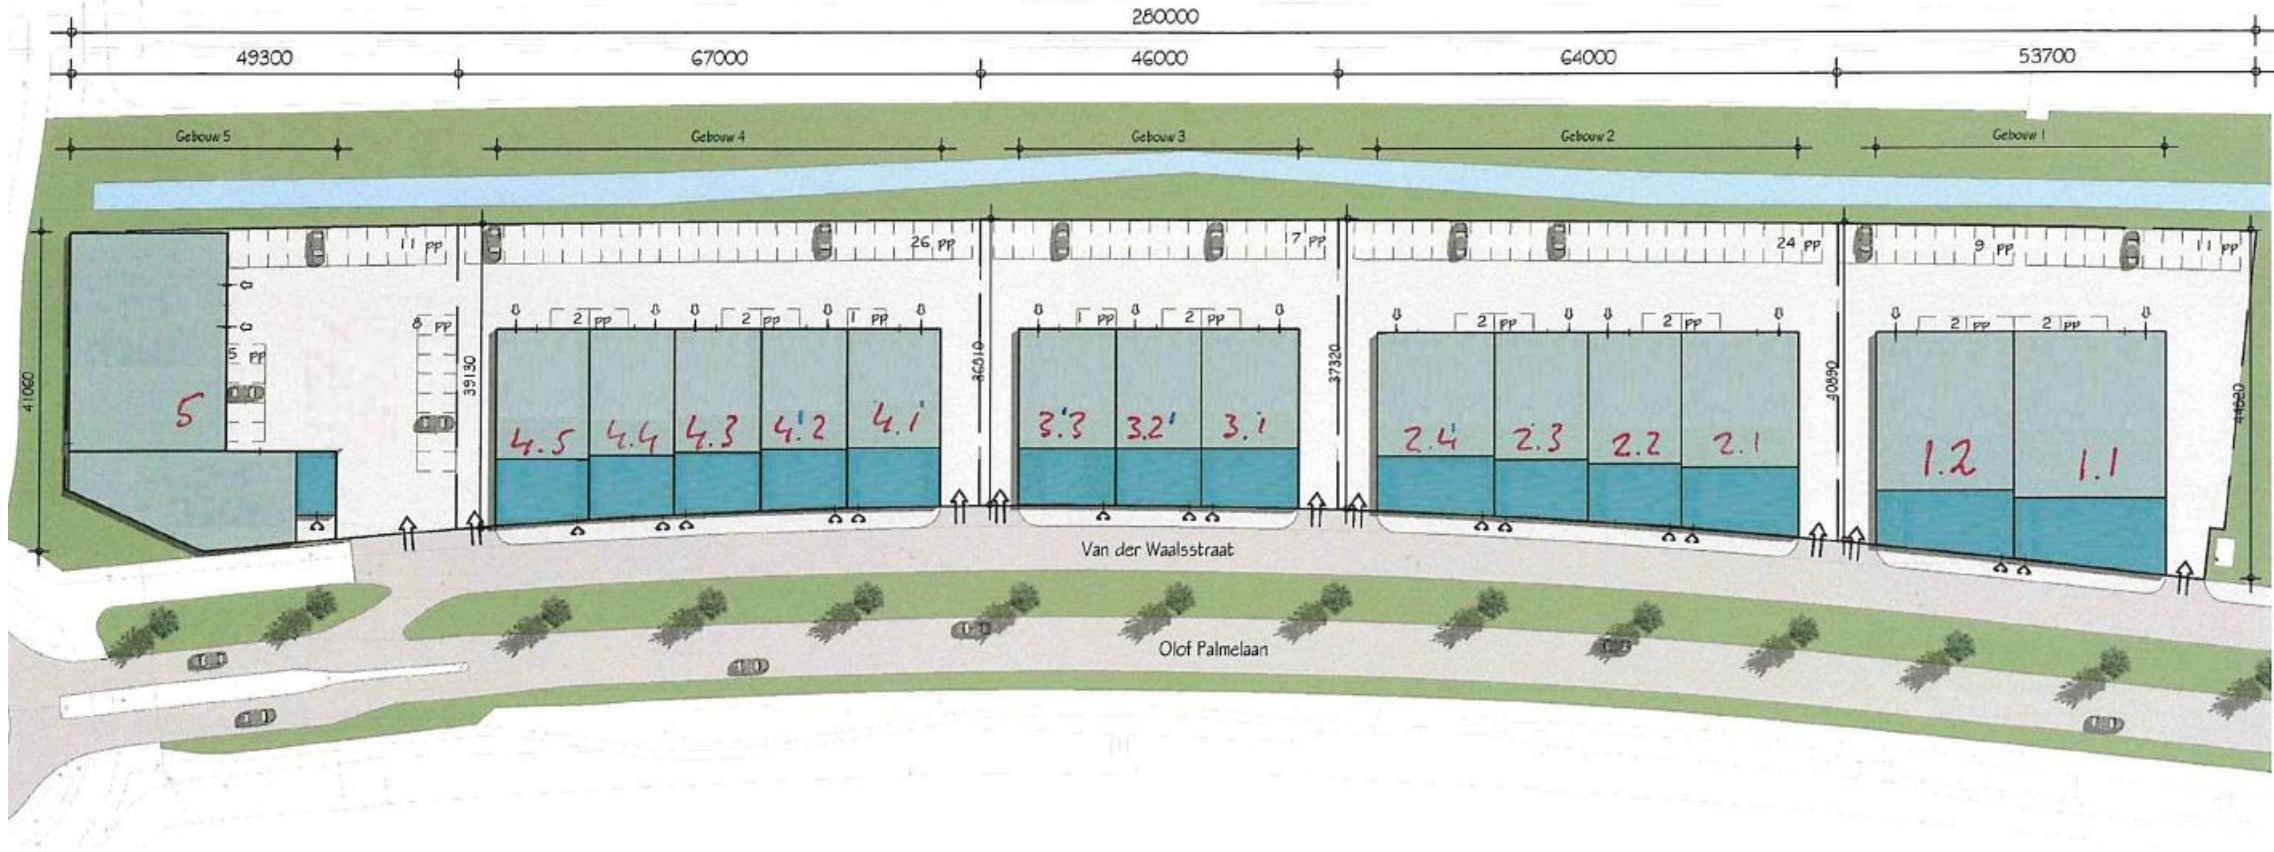 280000
49300 67000 46000 64000 53700
Gebouw 5 Gebouw 4 Gebouw 3 Gebouw 2 Gebouw 1
11 pp 26 pp 17 pp 24 pp 9 pp 11 pp
8 pp 2 pp 2 pp 1 pp 1 pp 2 pp 2 pp 2 pp 2 pp 2 pp
5 pp
41060 39130 36810 37320 40890 44820
5 4.5 4.4 4.3 4.2 4.1 3.3 3.2 3.1 2.4 2.3 2.2 2.1 1.2 1.1
Van der Waalsstraat
Olof Palmelaan